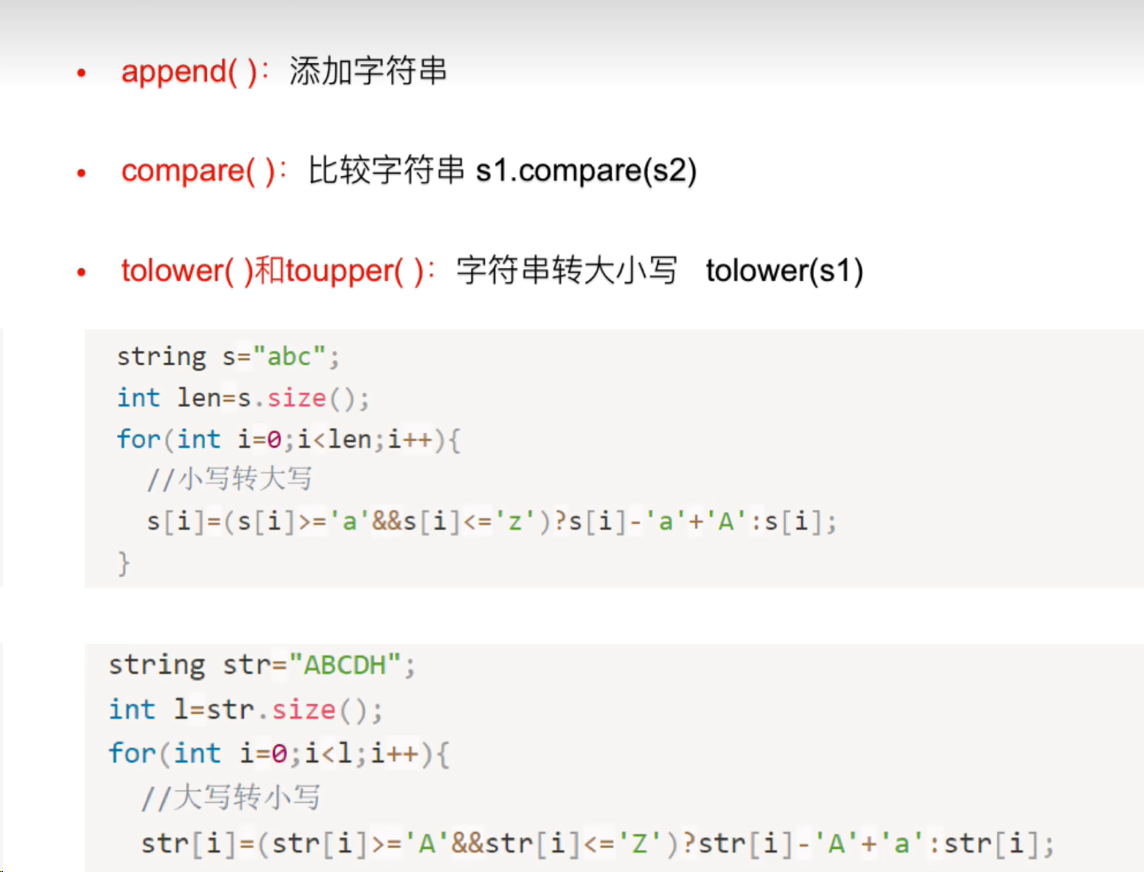 • append( )：添加字符串
• compare( )：比较字符串 s1.compare(s2)
• tolower( )和toupper( )：字符串转大小写 tolower(s1)
string s="abc";
int len=s.size();
for(int i=0;i<len;i++){
//小写转大写
s[i]=(s[i]>='a'&&s[i]<='z')?s[i]-'a'+'A':s[i];
}
string str="ABCDH";
int l=str.size();
for(int i=0;i<l;i++){
//大写转小写
str[i]=(str[i]>='A'&&str[i]<='Z')?str[i]-'A'+'a':str[i];